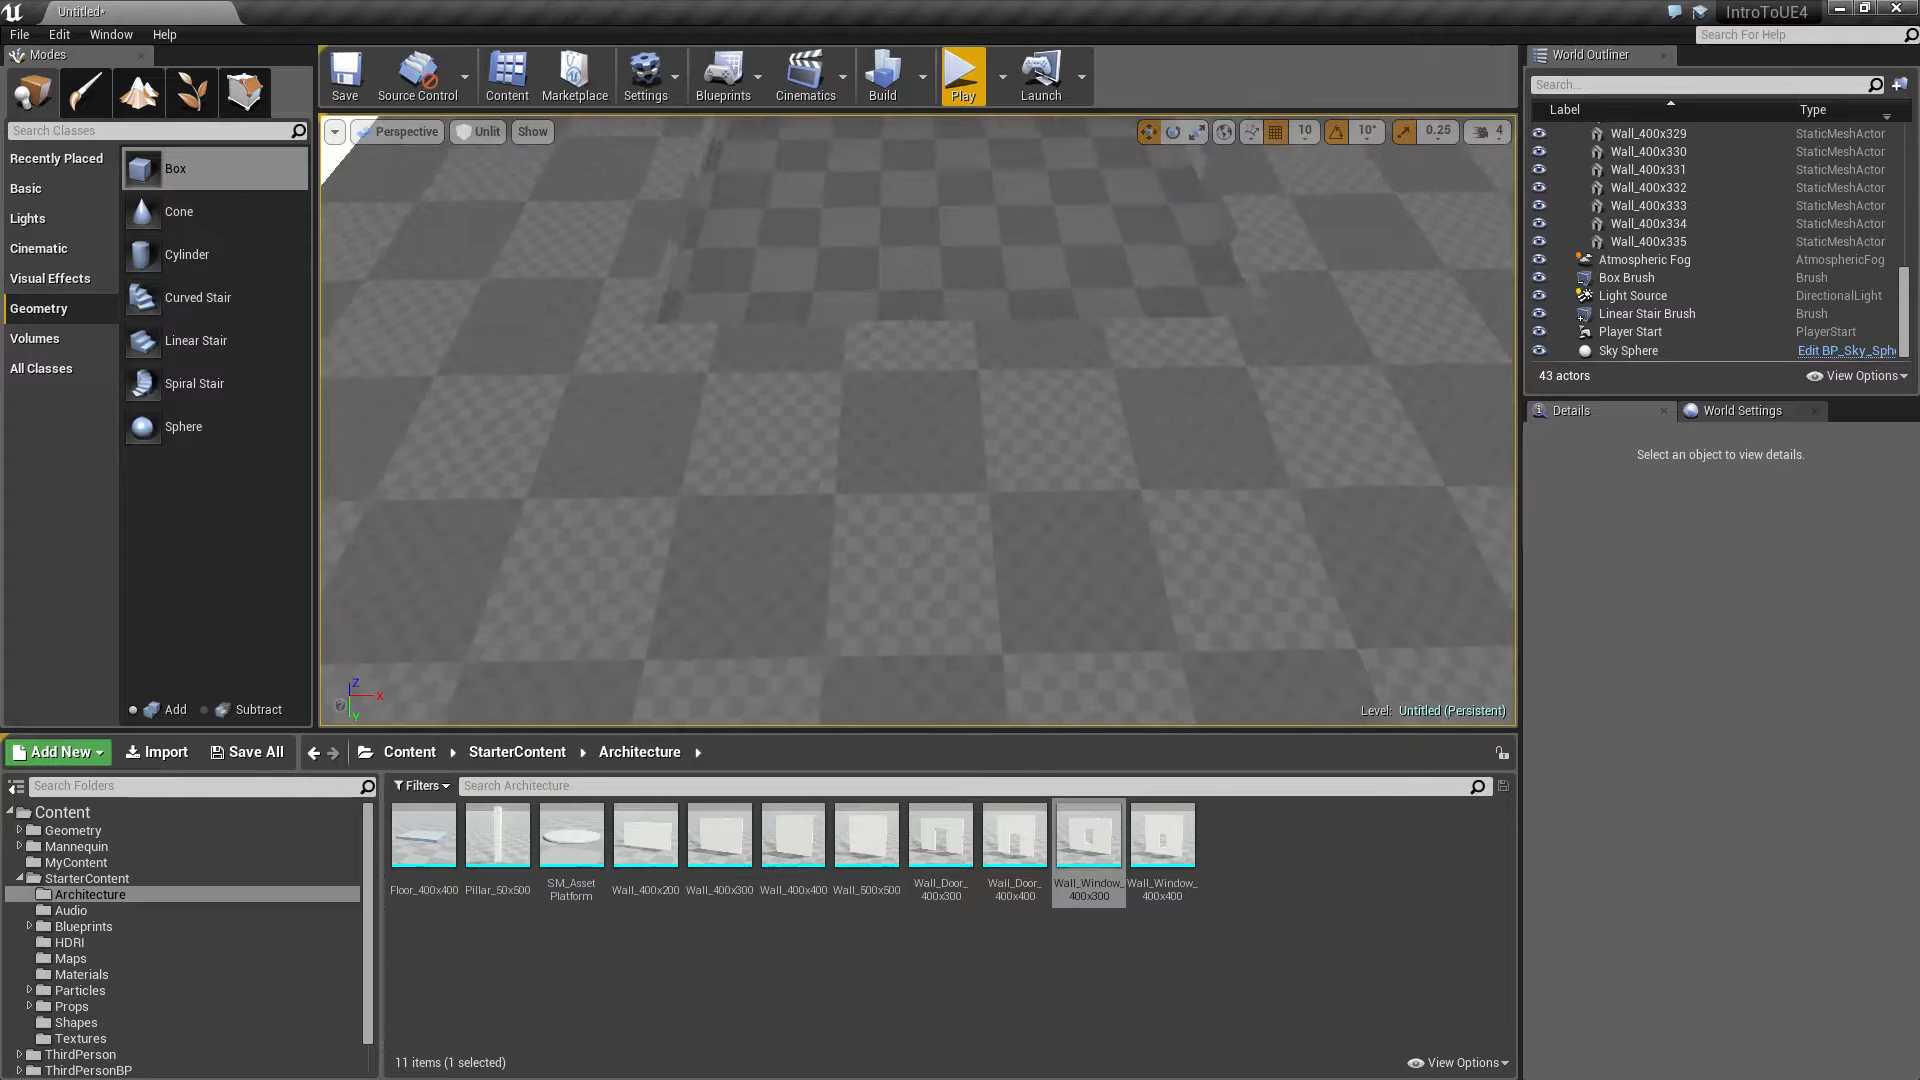 Untitled*
IntroToUE4
File Edit Window Help
Search For Help
Modes
Save Source Control Content Marketplace Settings Blueprints Cinematics Build Play Launch
World Outliner
Search...
Label Type
Search Classes
Recently Placed
Basic
Lights
Cinematic
Visual Effects
Geometry
Volumes
All Classes
Box
Cone
Cylinder
Curved Stair
Linear Stair
Spiral Stair
Sphere
Add Subtract
Perspective Unlit Show
10 10° 0.25 4
Z
X
Y
Level: Untitled (Persistent)
Wall_400x329 StaticMeshActor
Wall_400x330 StaticMeshActor
Wall_400x331 StaticMeshActor
Wall_400x332 StaticMeshActor
Wall_400x333 StaticMeshActor
Wall_400x334 StaticMeshActor
Wall_400x335 StaticMeshActor
Atmospheric Fog AtmosphericFog
Box Brush Brush
Light Source DirectionalLight
Linear Stair Brush Brush
Player Start PlayerStart
Sky Sphere Edit BP_Sky_Sph
43 actors View Options
Details World Settings
Select an object to view details.
Add New Import Save All Content StarterContent Architecture
Search Folders
Filters Search Architecture
Content
Geometry
Mannequin
MyContent
StarterContent
Architecture
Audio
Blueprints
HDRI
Maps
Materials
Particles
Props
Shapes
Textures
ThirdPerson
ThirdPersonBP
Floor_400x400
Pillar_50x500
SM_Asset
Platform
Wall_400x200
Wall_400x300
Wall_400x400
Wall_500x500
Wall_Door_
400x300
Wall_Door_
400x400
Wall_Window_
400x300
Wall_Window_
400x400
11 items (1 selected) View Options